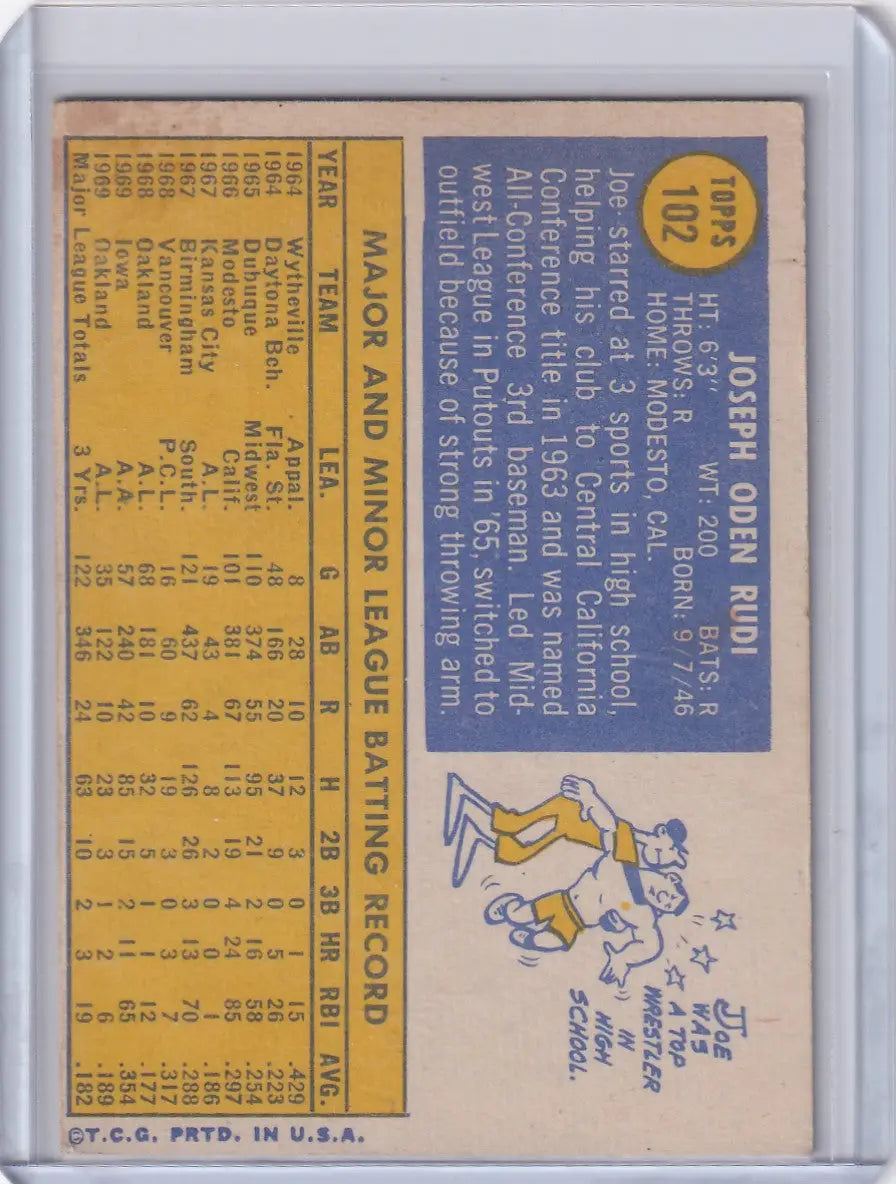 TOPPS
102
JOSEPH ODEN RUDI
HT: 6'3" WT: 200 BATS: R
THROWS: R BORN: 9/7/46
HOME: MODESTO, CAL.
Joe starred at 3 sports in high school,
helping his club to Central California
Conference title in 1963 and was named
All-Conference 3rd baseman. Led Mid-
west League in Putouts in '65, switched to
outfield because of strong throwing arm.
JOE
WAS
A TOP
WRESTLER
IN
HIGH
SCHOOL.
MAJOR AND MINOR LEAGUE BATTING RECORD
YEAR TEAM LEA. G AB R H 2B 3B HR RBI AVG.
1964 Wytheville Appal. 8 28 10 12 3 0 1 15 .429
1964 Daytona Bch. Fla. St. 48 166 20 37 9 0 5 26 .223
1965 Dubuque Midwest 110 374 55 95 21 2 16 58 .254
1966 Modesto Calif. 101 381 67 113 19 4 24 85 .297
1967 Kansas City A.L. 19 43 4 8 2 0 0 1 .186
1967 Birmingham South. 121 437 62 126 26 3 13 70 .288
1968 Vancouver P.C.L. 16 60 9 19 3 0 3 7 .317
1968 Oakland A.L. 68 181 10 32 5 1 1 12 .177
1969 Iowa A.A. 57 240 42 85 15 2 11 65 .354
1969 Oakland A.L. 35 122 10 23 3 1 2 6 .189
Major League Totals 3 Yrs. 122 346 24 63 10 2 3 19 .182
©T.C.G. PRTD. IN U.S.A.